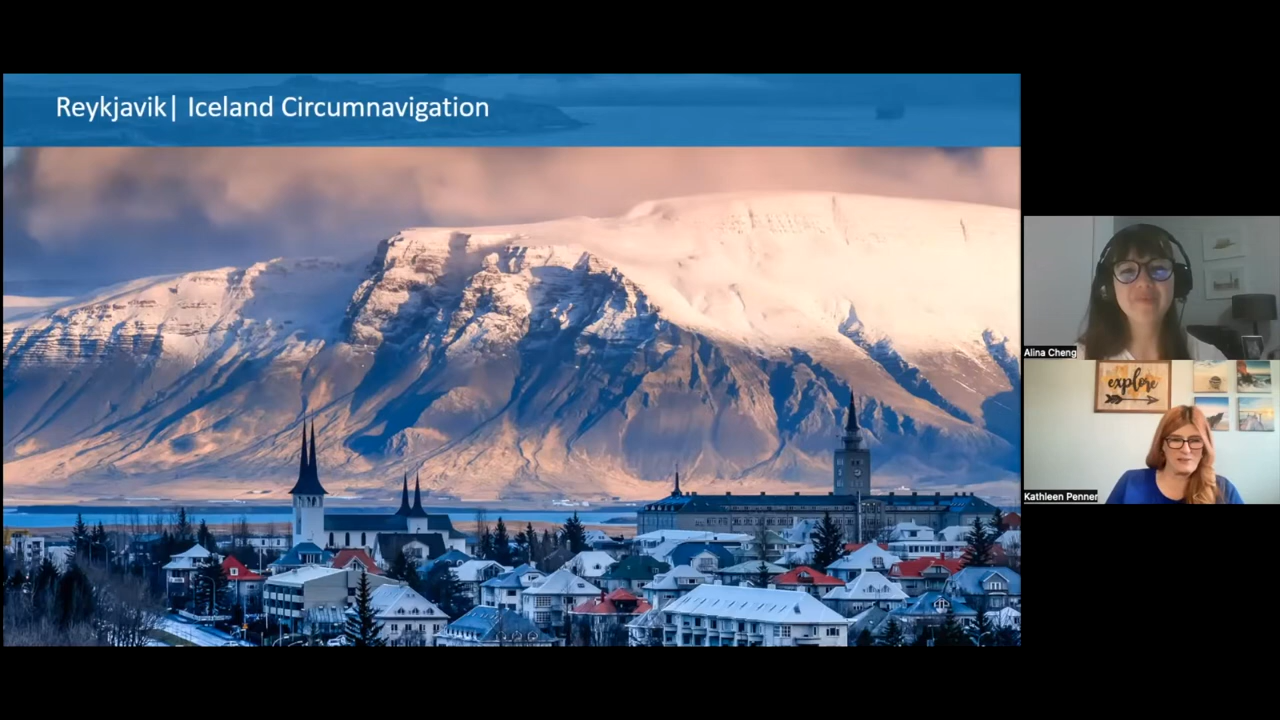 Reykjavik| Iceland Circumnavigation
Alina Cheng
explore
Kathleen Penner